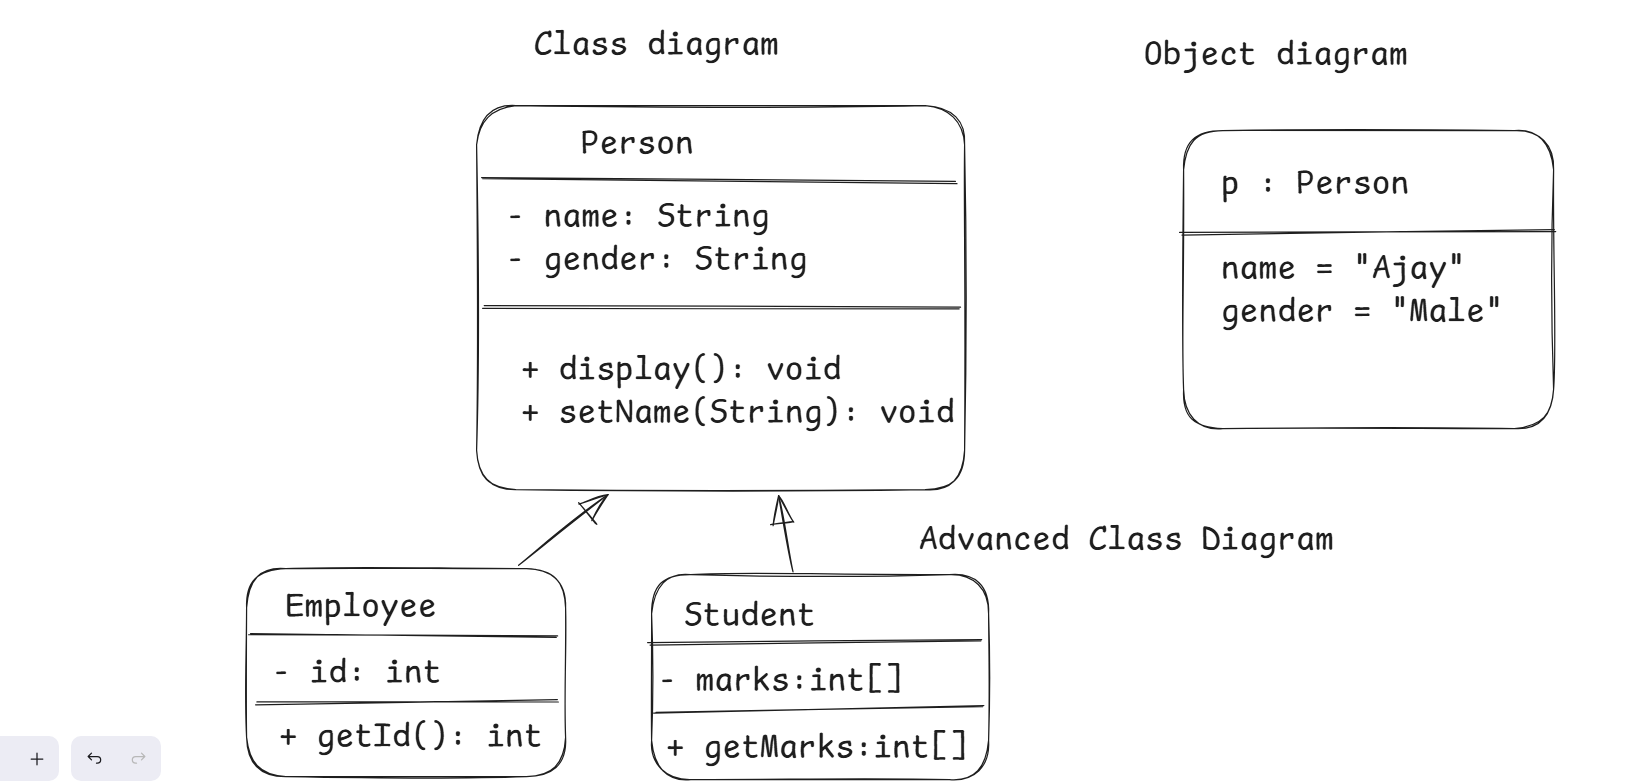 Class diagram
Object diagram
Person
- name: String
- gender: String
+ display(): void
+ setName(String): void
p : Person
name = "Ajay"
gender = "Male"
Advanced Class Diagram
Employee
- id: int
+ getId(): int
Student
- marks:int[]
+ getMarks:int[]